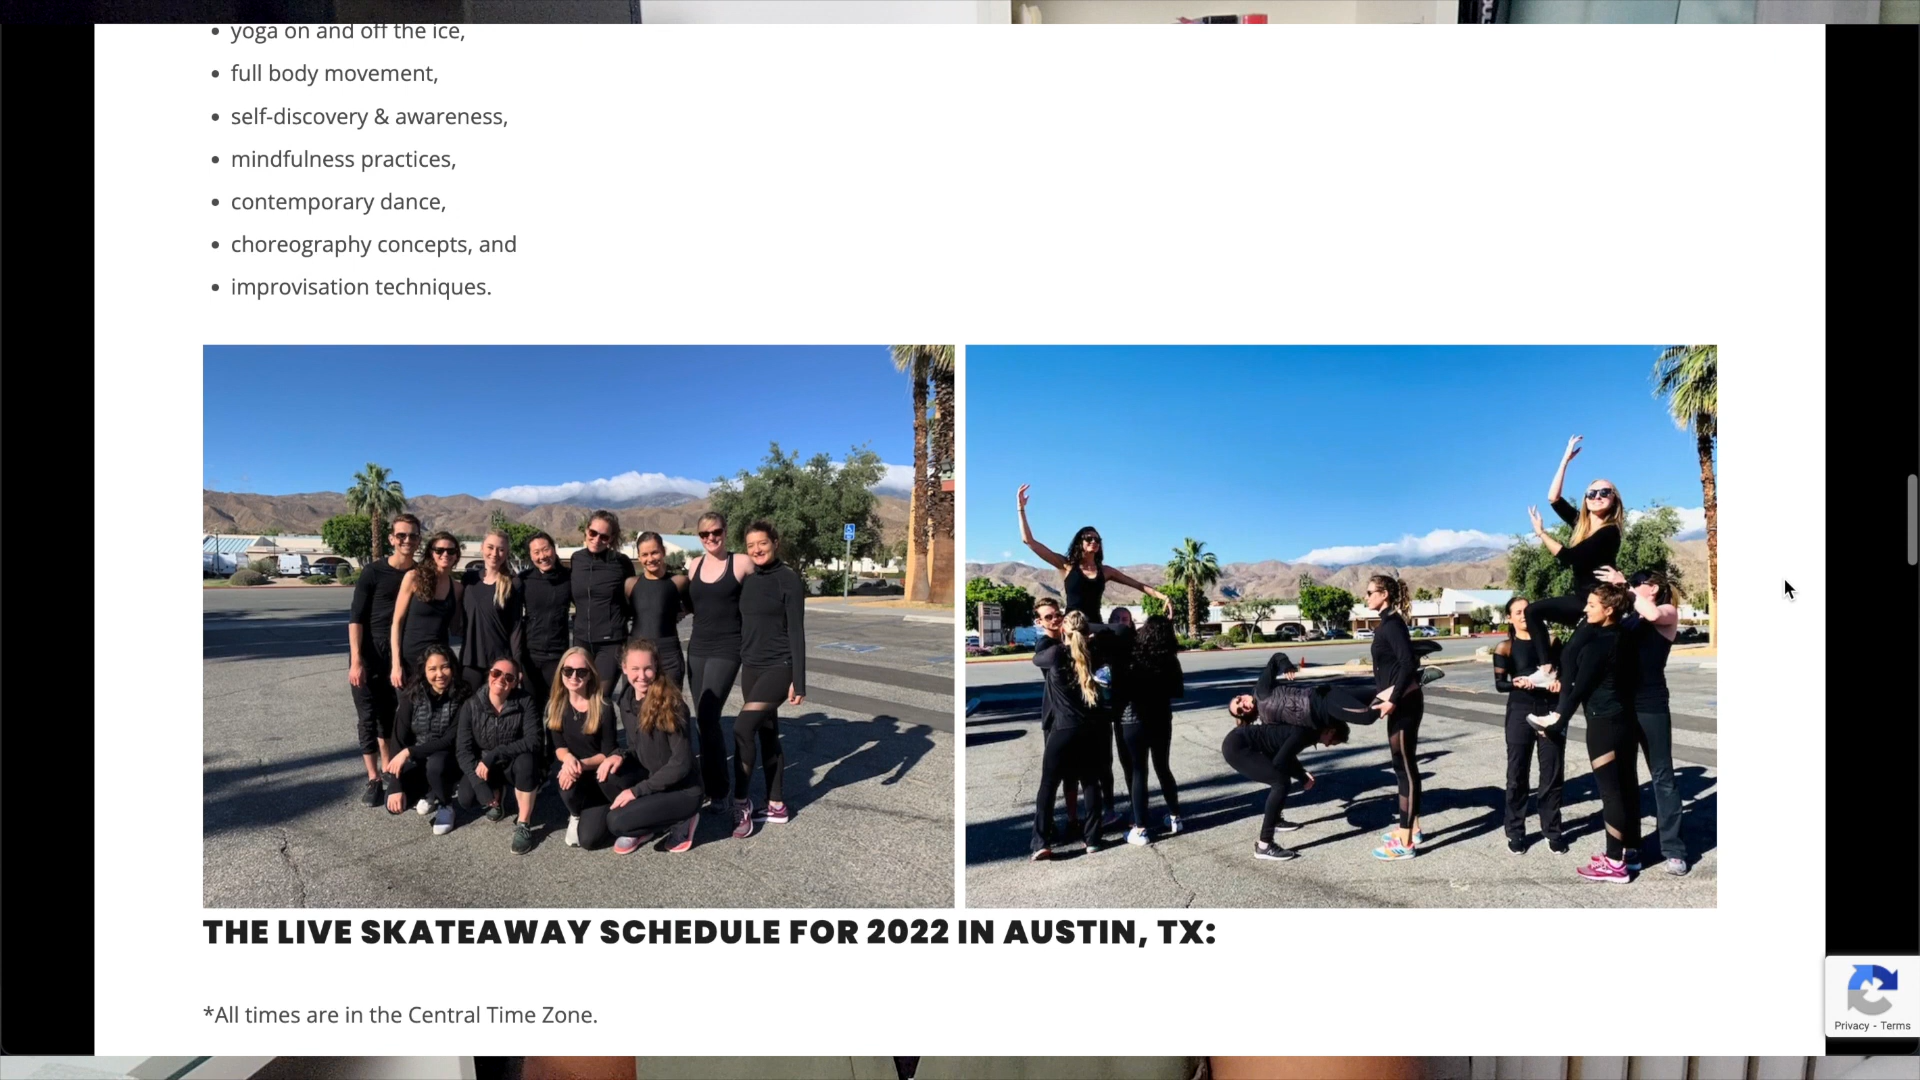 yoga on and off the ice,
full body movement,
self-discovery & awareness,
mindfulness practices,
contemporary dance,
choreography concepts, and
improvisation techniques.
THE LIVE SKATEAWAY SCHEDULE FOR 2022 IN AUSTIN, TX:
*All times are in the Central Time Zone.
Privacy - Terms